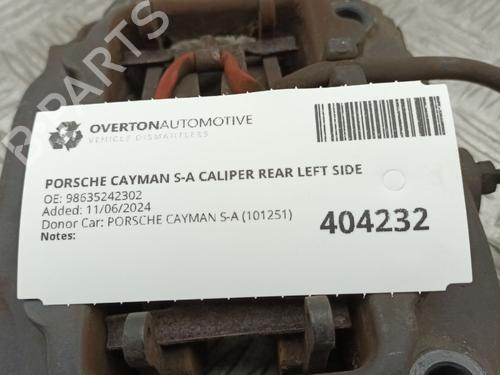 B-PARTS
OVERTONAUTOMOTIVE
VEHICLE DISMANTLERS
PORSCHE CAYMAN S-A CALIPER REAR LEFT SIDE
OE: 98635242302
Added: 11/06/2024
Donor Car: PORSCHE CAYMAN S-A (101251)
Notes:
404232